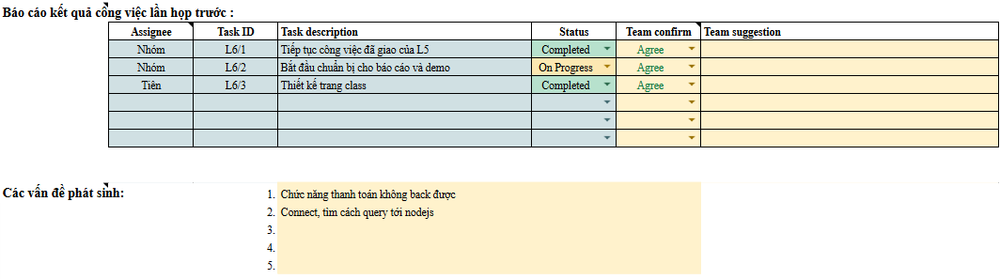 Báo cáo kết quả công việc lần họp trước :
Assignee Task ID Task description Status Team confirm Team suggestion
Nhóm L6/1 Tiếp tục công việc đã giao của L5 Completed Agree
Nhóm L6/2 Bắt đầu chuẩn bị cho báo cáo và demo On Progress Agree
Tiên L6/3 Thiết kế trang class Completed Agree
Các vấn đề phát sinh:
1. Chức năng thanh toán không back được
2. Connect, tìm cách query tới nodejs
3.
4.
5.